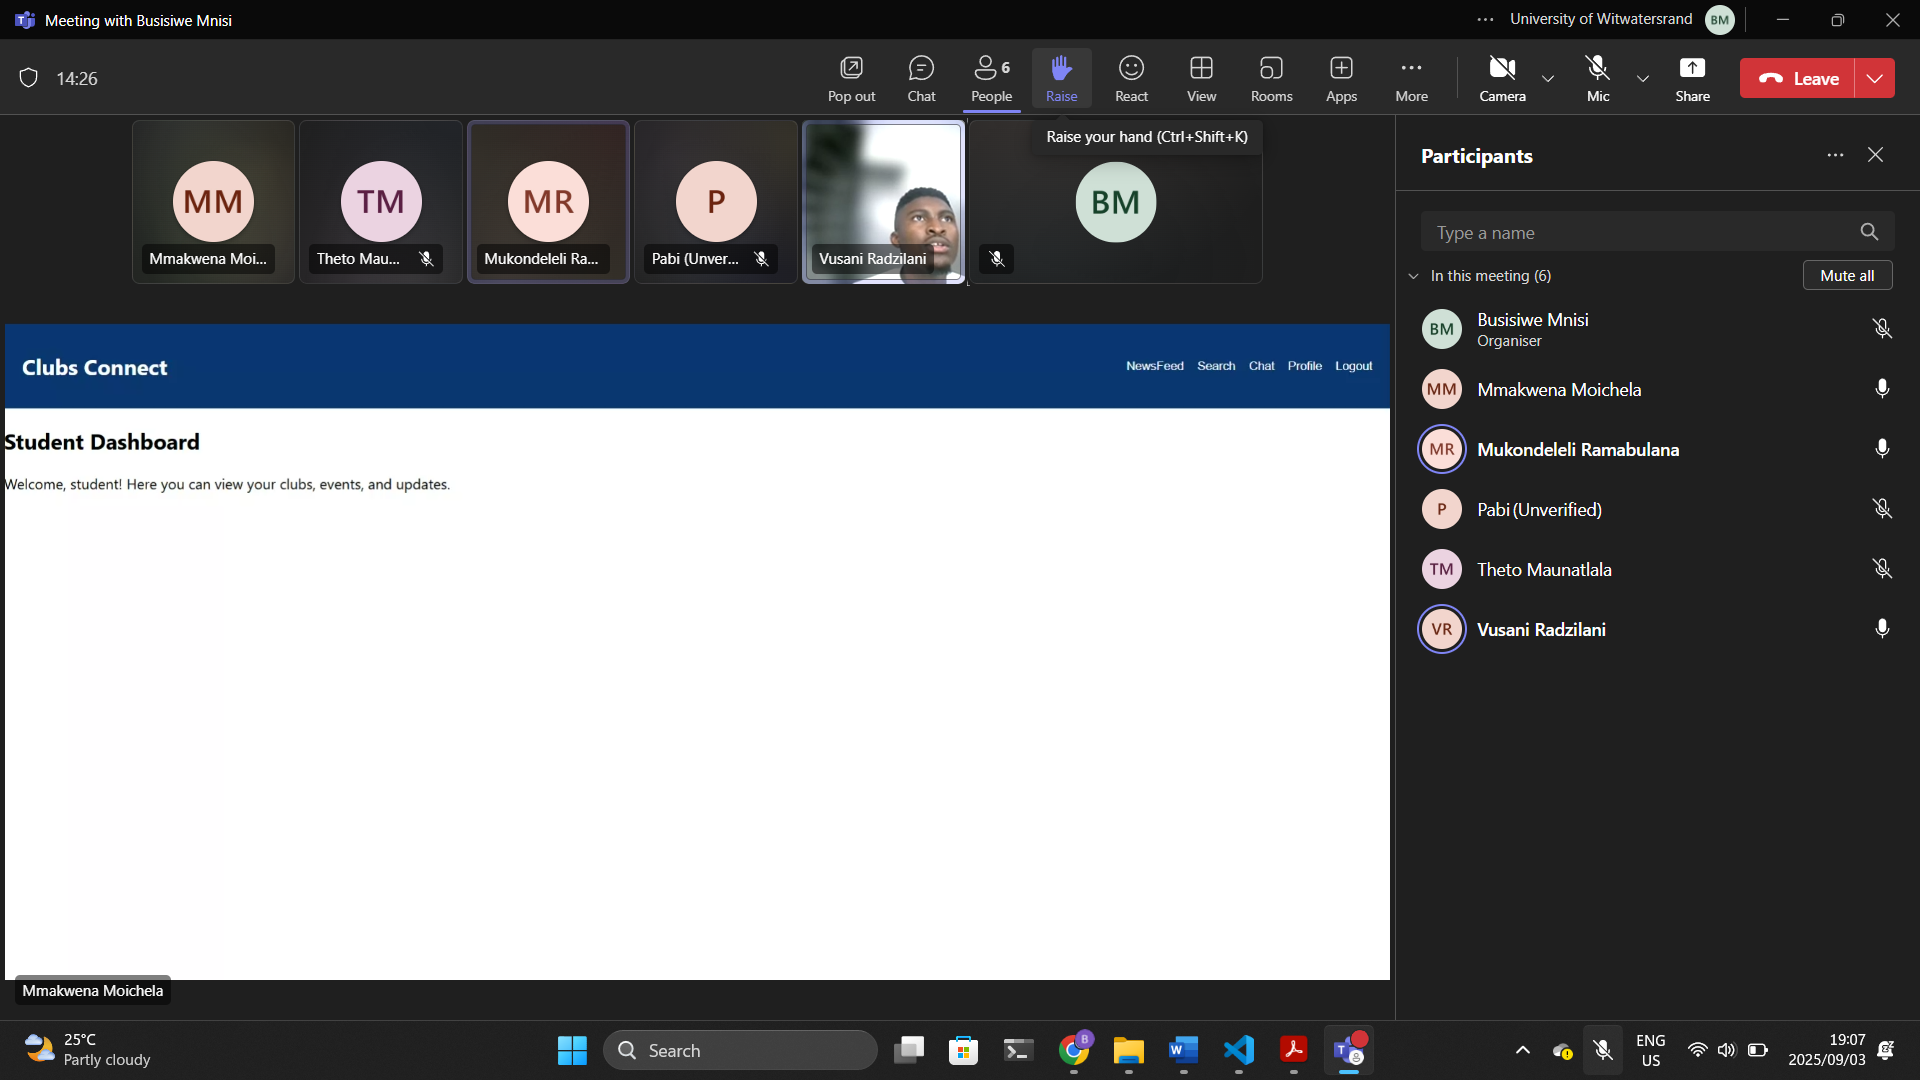 Meeting with Busisiwe Mnisi
University of Witwatersrand
BM
14:26
Pop out
Chat
6
People
Raise
React
View
Rooms
Apps
More
Camera
Mic
Share
Leave
Raise your hand (Ctrl+Shift+K)
MM
Mmakwena Moi...
TM
Theto Mau...
MR
Mukondeleli Ra...
P
Pabi (Unver...
Vusani Radzilani
BM
Clubs Connect
NewsFeed Search Chat Profile Logout
Student Dashboard
Welcome, student! Here you can view your clubs, events, and updates.
Mmakwena Moichela
Participants
Type a name
In this meeting (6)
Mute all
BM
Busisiwe Mnisi
Organiser
MM
Mmakwena Moichela
MR
Mukondeleli Ramabulana
P
Pabi (Unverified)
TM
Theto Maunatlala
VR
Vusani Radzilani
25°C
Partly cloudy
Search
B
ENG
US
19:07
2025/09/03